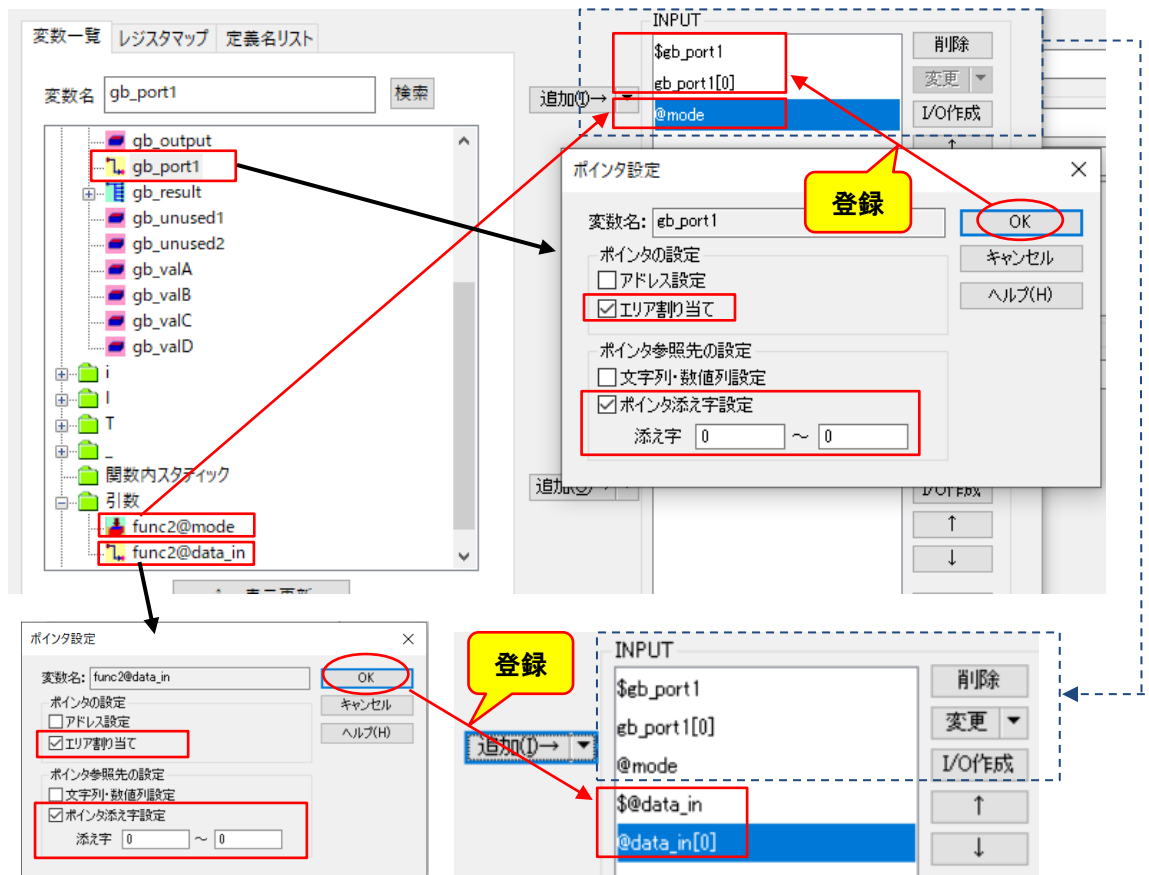 変数一覧
レジスタマップ
定義名リスト
変数名
gb_port1
検索
gb_output
gb_port1
gb_result
gb_unused1
gb_unused2
gb_valA
gb_valB
gb_valC
gb_valD
i
l
T
_
関数内スタティック
引数
func2@mode
func2@data_in
表示更新
追加(I)→
INPUT
$gb_port1
gb_port1[0]
@mode
削除
変更
I/O作成
↑
ポインタ設定
変数名: gb_port1
ポインタの設定
アドレス設定
エリア割り当て
ポインタ参照先の設定
文字列・数値列設定
ポインタ添え字設定
添え字 0 ～ 0
OK
キャンセル
ヘルプ(H)
登録
↑
↓
ポインタ設定
変数名: func2@data_in
ポインタの設定
アドレス設定
エリア割り当て
ポインタ参照先の設定
文字列・数値列設定
ポインタ添え字設定
添え字 0 ～ 0
OK
キャンセル
ヘルプ(H)
登録
追加(I)→
INPUT
$gb_port1
gb_port1[0]
@mode
$@data_in
@data_in[0]
削除
変更
I/O作成
↑
↓